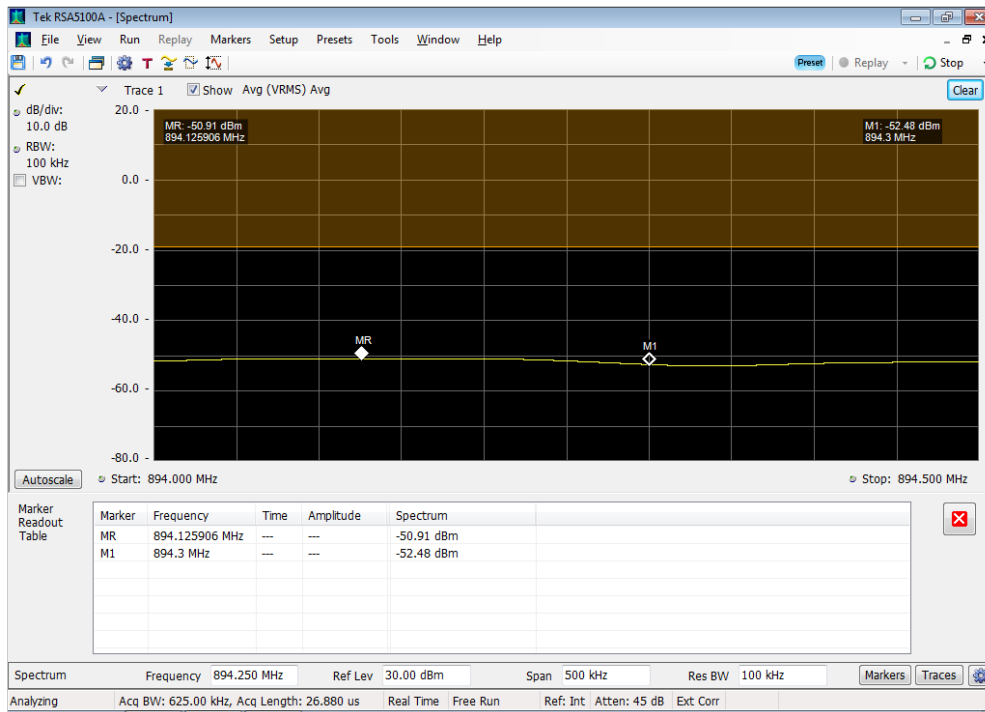 Tek RSA5100A - [Spectrum]
File View Run Replay Markers Setup Presets Tools Window Help
T Preset Replay Stop
Trace 1 Show Avg (VRMS) Avg Clear
dB/div:
10.0 dB
RBW:
100 kHz
VBW:
20.0
0.0
-20.0
-40.0
-60.0
-80.0
MR: -50.91 dBm
894.125906 MHz
M1: -52.48 dBm
894.3 MHz
MR
M1
Autoscale Start: 894.000 MHz Stop: 894.500 MHz
Marker
Readout
Table
Marker Frequency Time Amplitude Spectrum
MR 894.125906 MHz --- --- -50.91 dBm
M1 894.3 MHz --- --- -52.48 dBm
Spectrum Frequency 894.250 MHz Ref Lev 30.00 dBm Span 500 kHz Res BW 100 kHz Markers Traces
Analyzing Acq BW: 625.00 kHz, Acq Length: 26.880 us Real Time Free Run Ref: Int Atten: 45 dB Ext Corr